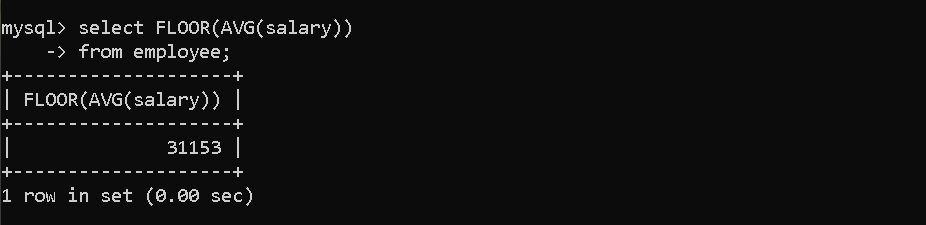 mysql> select FLOOR(AVG(salary))
    -> from employee;
+--------------------+
| FLOOR(AVG(salary)) |
+--------------------+
|              31153 |
+--------------------+
1 row in set (0.00 sec)